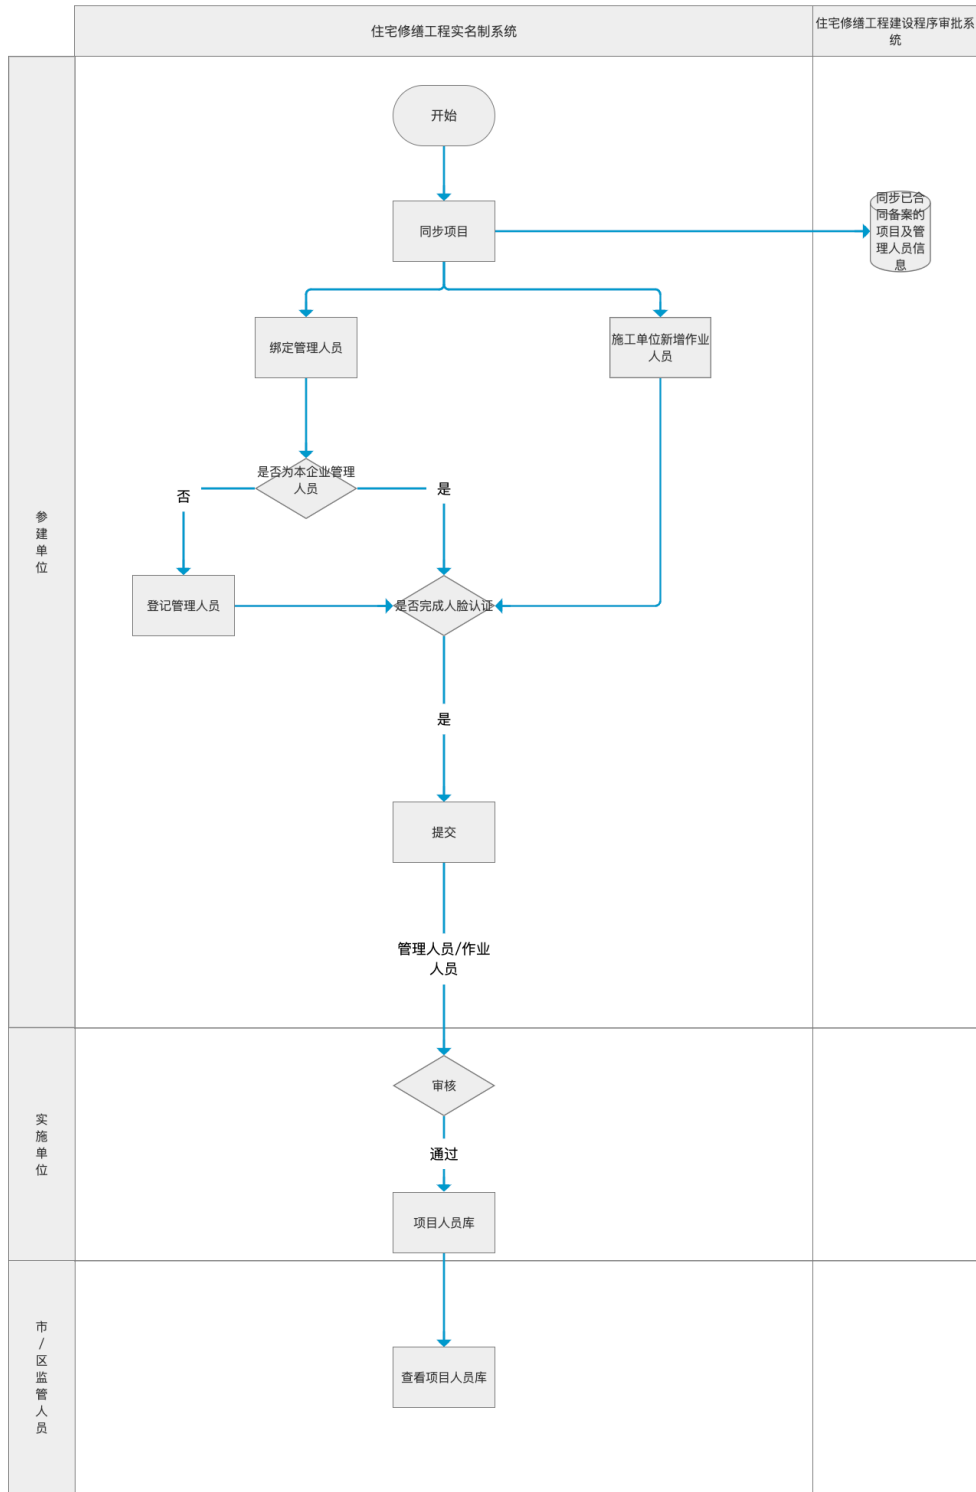 住宅修缮工程实名制系统
住宅修缮工程建设程序审批系
统
开始
同步项目
同步已合
同备案的
项目及管
理人员信
息
绑定管理人员
施工单位新增作业
人员
是否为本企业管理
人员
否
是
参建单位
登记管理人员
是否完成人脸认证
是
提交
管理人员/作业
人员
审核
实施单位
通过
项目人员库
市/区监管人员
查看项目人员库